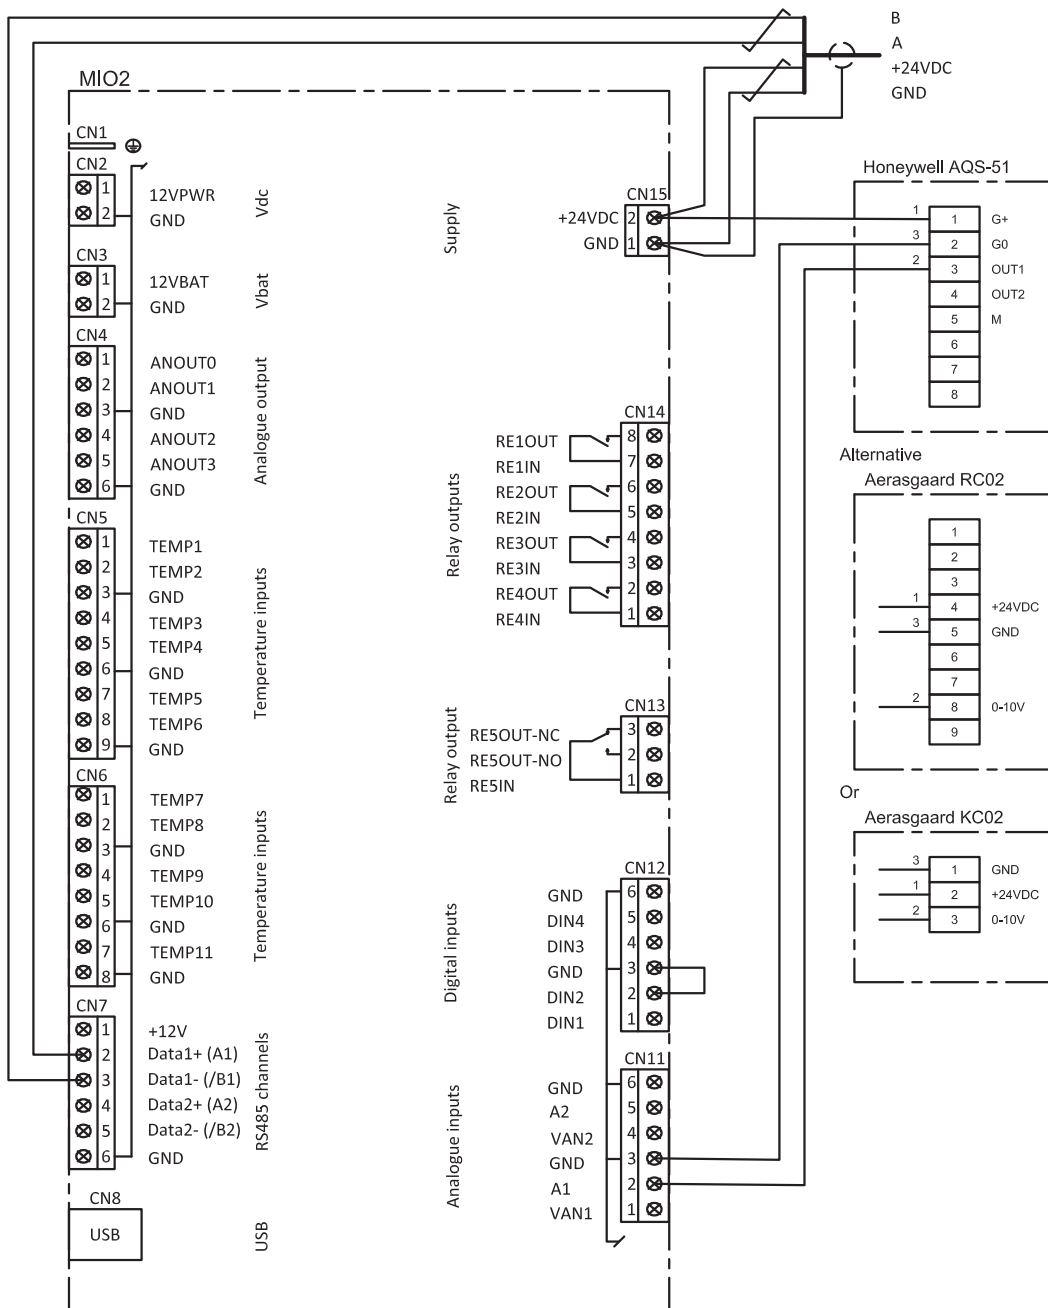 B
A
+24VDC
GND
MIO2
CN1
CN2
1 12VPWR
2 GND
Vdc
CN3
1 12VBAT
2 GND
Vbat
CN4
1 ANOUT0
2 ANOUT1
3 GND
4 ANOUT2
5 ANOUT3
6 GND
Analogue output
CN5
1 TEMP1
2 TEMP2
3 GND
4 TEMP3
5 TEMP4
6 GND
7 TEMP5
8 TEMP6
9 GND
Temperature inputs
CN6
1 TEMP7
2 TEMP8
3 GND
4 TEMP9
5 TEMP10
6 GND
7 TEMP11
8 GND
Temperature inputs
CN7
1 +12V
2 Data1+ (A1)
3 Data1- (/B1)
4 Data2+ (A2)
5 Data2- (/B2)
6 GND
RS485 channels
CN8
USB
USB
CN15
+24VDC 2
GND 1
Supply
CN14
RE1OUT 8
RE1IN 7
RE2OUT 6
RE2IN 5
RE3OUT 4
RE3IN 3
RE4OUT 2
RE4IN 1
Relay outputs
CN13
RE5OUT-NC 3
RE5OUT-NO 2
RE5IN 1
Relay output
CN12
GND 6
DIN4 5
DIN3 4
GND 3
DIN2 2
DIN1 1
Digital inputs
CN11
GND 6
A2 5
VAN2 4
GND 3
A1 2
VAN1 1
Analogue inputs
Honeywell AQS-51
1 1 G+
3 2 G0
2 3 OUT1
4 OUT2
5 M
6
7
8
Alternative
Aerasgaard RC02
1
2
3
1 4 +24VDC
3 5 GND
6
7
2 8 0-10V
9
Or
Aerasgaard KC02
3 1 GND
1 2 +24VDC
2 3 0-10V